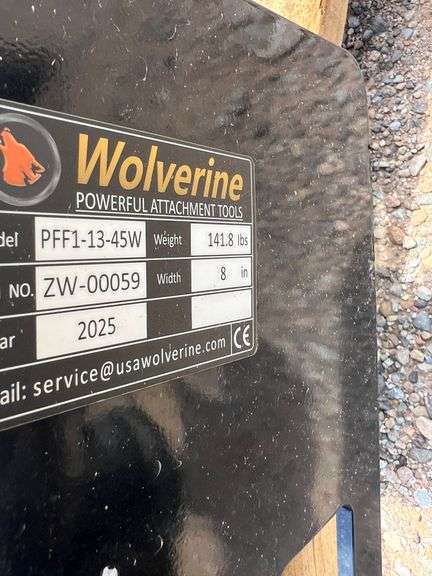 Wolverine
POWERFUL ATTACHMENT TOOLS
del PFF1-13-45W Weight 141.8 lbs
NO. ZW-00059 Width 8 in
ar 2025
ail: service@usawolverine.com CE